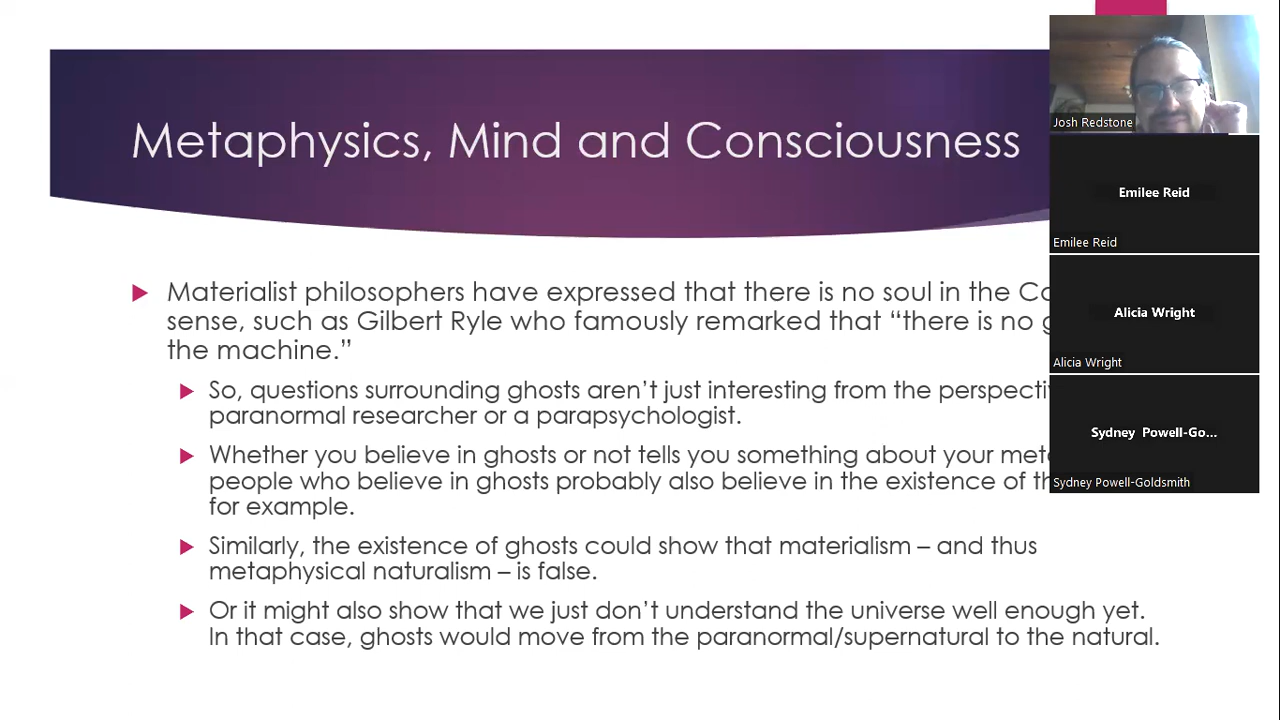 Metaphysics, Mind and Consciousness
Materialist philosophers have expressed that there is no soul in the
sense, such as Gilbert Ryle who famously remarked that “there is no
the machine.”
So, questions surrounding ghosts aren’t just interesting from the
paranormal researcher or a parapsychologist.
Whether you believe in ghosts or not tells you something about your
people who believe in ghosts probably also believe in the existence of
for example.
Similarly, the existence of ghosts could show that materialism – and thus
metaphysical naturalism – is false.
Or it might also show that we just don’t understand the universe well enough yet.
In that case, ghosts would move from the paranormal/supernatural to the natural.
Josh Redstone
Emilee Reid
Emilee Reid
Alicia Wright
Alicia Wright
Sydney Powell-Go...
Sydney Powell-Goldsmith